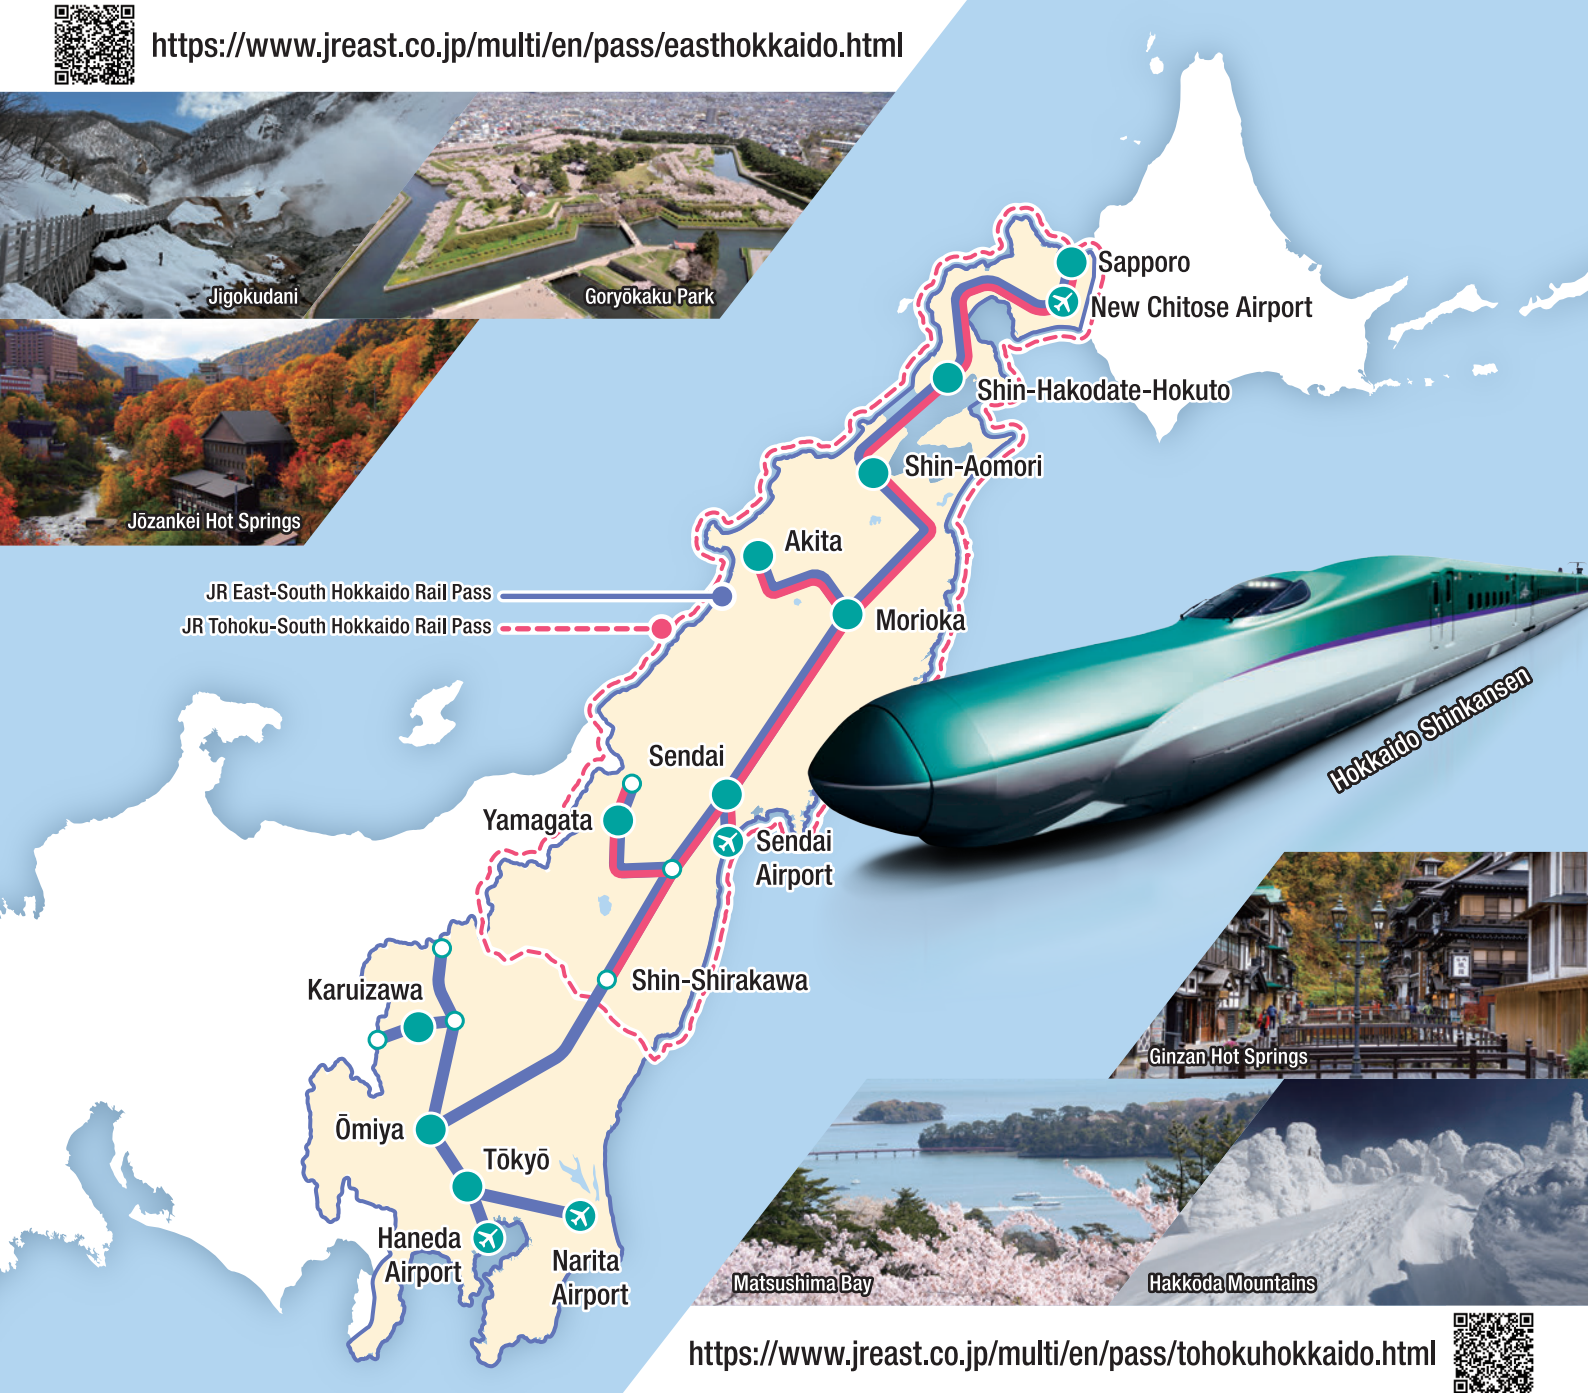 https://www.jreast.co.jp/multi/en/pass/easthokkaido.html
Jigokudani
Goryōkaku Park
Jōzankei Hot Springs
Sapporo
New Chitose Airport
Shin-Hakodate-Hokuto
Shin-Aomori
Akita
JR East-South Hokkaido Rail Pass
JR Tohoku-South Hokkaido Rail Pass
Morioka
Hokkaido Shinkansen
Sendai
Yamagata
Sendai
Airport
Karuizawa
Shin-Shirakawa
Ōmiya
Tōkyō
Haneda
Airport
Narita
Airport
Ginzan Hot Springs
Matsushima Bay
Hakkōda Mountains
https://www.jreast.co.jp/multi/en/pass/tohokuhokkaido.html